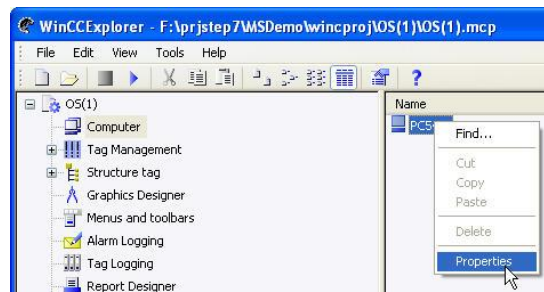 WinCCExplorer - F:\prjstep7\MSDemo\wincproj\OS(1)\OS(1).mcp
File Edit View Tools Help
OS(1)
Computer
Tag Management
Structure tag
Graphics Designer
Menus and toolbars
Alarm Logging
Tag Logging
Report Designer
Name
Find...
Cut
Copy
Paste
Delete
Properties